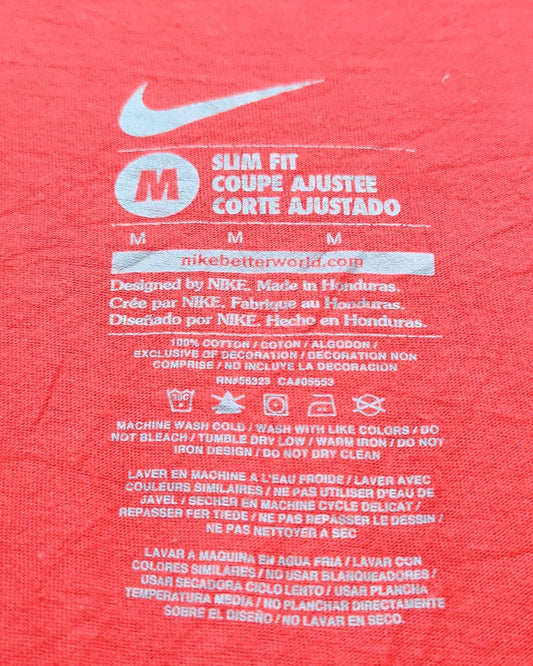 M SLIM FIT
COUPE AJUSTEE
CORTE AJUSTADO
M M M
nikebetterworld.com
Designed by NIKE. Made in Honduras.
Crée par NIKE. Fabrique au Honduras.
Diseñado por NIKE. Hecho en Honduras.
100% COTTON / COTON / ALGODON /
EXCLUSIVE OF DECORATION / DECORATION NON
COMPRISE / NO INCLUYE LA DECORACION
RN#56323 CA#05553
MACHINE WASH COLD / WASH WITH LIKE COLORS / DO
NOT BLEACH / TUMBLE DRY LOW / WARM IRON / DO NOT
IRON DESIGN / DO NOT DRY CLEAN
LAVER EN MACHINE A L'EAU FROIDE / LAVER AVEC
COULEURS SIMILAIRES / NE PAS UTILISER D'EAU DE
JAVEL / SECHER EN MACHINE CYCLE DELICAT /
REPASSER FER TIEDE / NE PAS REPASSER LE DESSIN /
NE PAS NETTOYER A SEC
LAVAR A MAQUINA EN AGUA FRIA / LAVAR CON
COLORES SIMILARES / NO USAR BLANQUEADORES /
USAR SECADORA CICLO LENTO / USAR PLANCHA
TEMPERATURA MEDIA / NO PLANCHAR DIRECTAMENTE
SOBRE EL DISEÑO / NO LAVAR EN SECO.